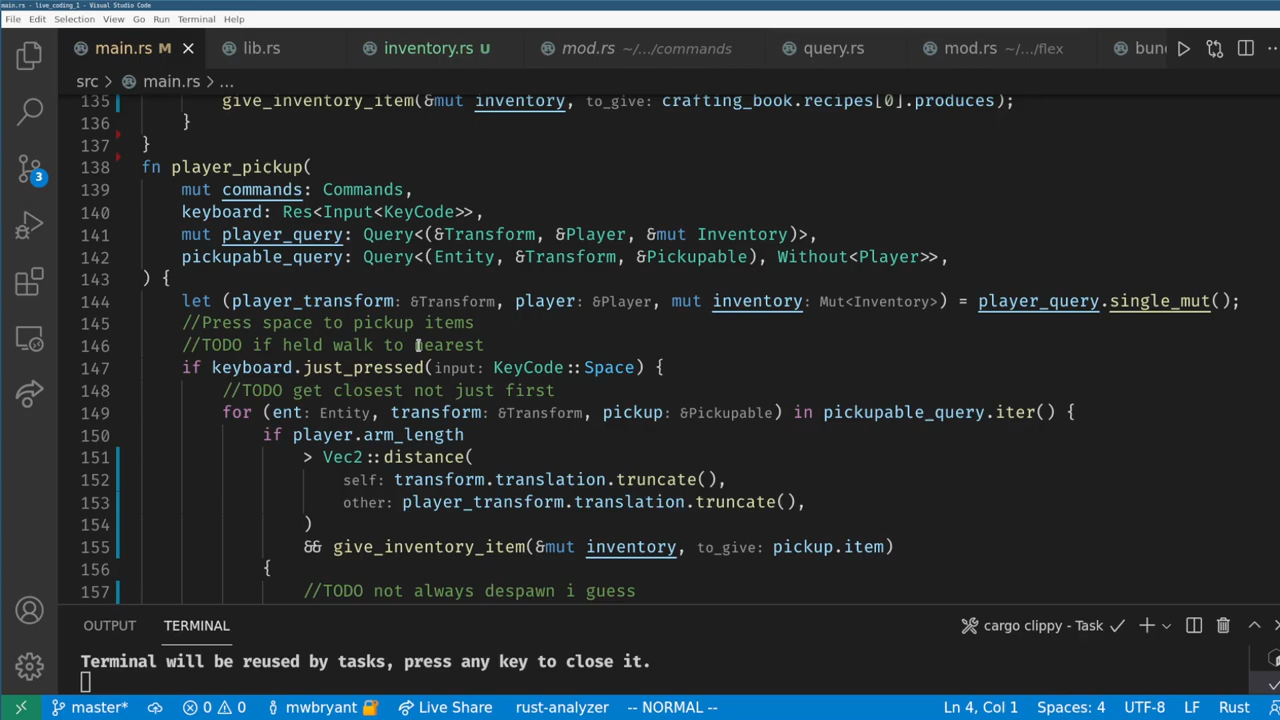 main.rs - live_coding_1 - Visual Studio Code
File Edit Selection View Go Run Terminal Help
main.rs M lib.rs inventory.rs U mod.rs ~/.../commands query.rs mod.rs ~/.../flex bun
src > main.rs > ...
135 give_inventory_item(&mut inventory, to_give: crafting_book.recipes[0].produces);
136 }
137 }
138 fn player_pickup(
139 mut commands: Commands,
140 keyboard: Res<Input<KeyCode>>,
141 mut player_query: Query<(&Transform, &Player, &mut Inventory)>,
142 pickupable_query: Query<(Entity, &Transform, &Pickupable), Without<Player>>,
143 ) {
144 let (player_transform: &Transform, player: &Player, mut inventory: Mut<Inventory>) = player_query.single_mut();
145 //Press space to pickup items
146 //TODO if held walk to nearest
147 if keyboard.just_pressed(input: KeyCode::Space) {
148 //TODO get closest not just first
149 for (ent: Entity, transform: &Transform, pickup: &Pickupable) in pickupable_query.iter() {
150 if player.arm_length
151 > Vec2::distance(
152 self: transform.translation.truncate(),
153 other: player_transform.translation.truncate(),
154 )
155 && give_inventory_item(&mut inventory, to_give: pickup.item)
156 {
157 //TODO not always despawn i guess
3
OUTPUT TERMINAL cargo clippy - Task
Terminal will be reused by tasks, press any key to close it.
master* 0 0 mwbryant Live Share rust-analyzer -- NORMAL -- Ln 4, Col 1 Spaces: 4 UTF-8 LF Rust